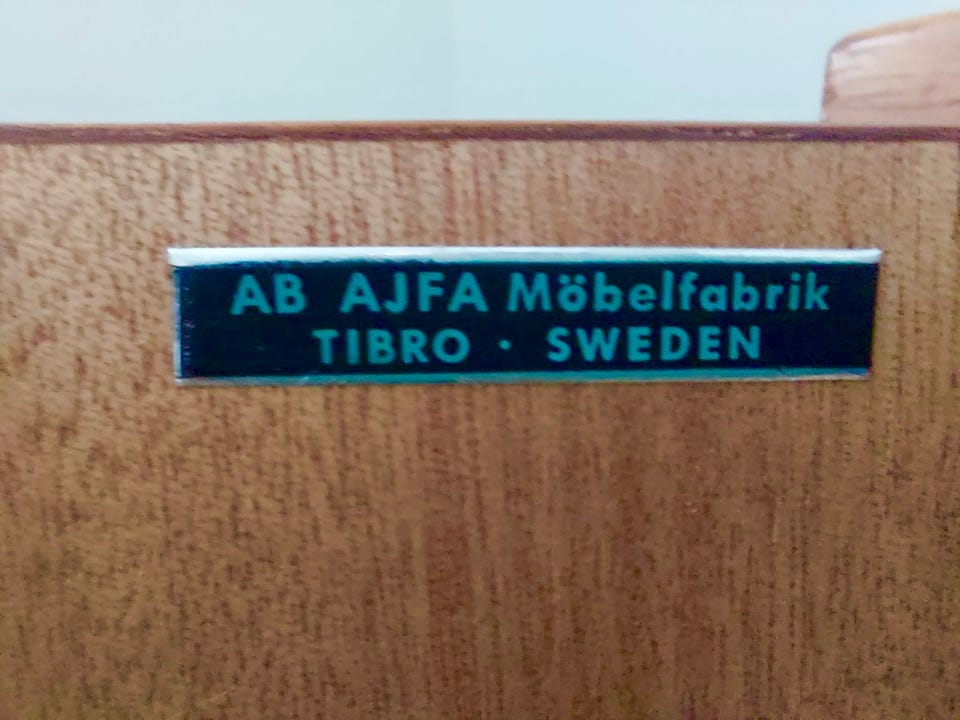 AB AJFA Möbelfabrik
TIBRO · SWEDEN